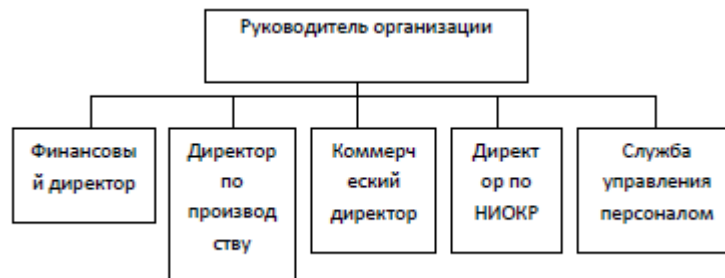 Руководитель организации
Финансовы
й директор
Директор
по
производ
ству
Коммерч
еский
директор
Директ
ор по
НИОКР
Служба
управления
персоналом